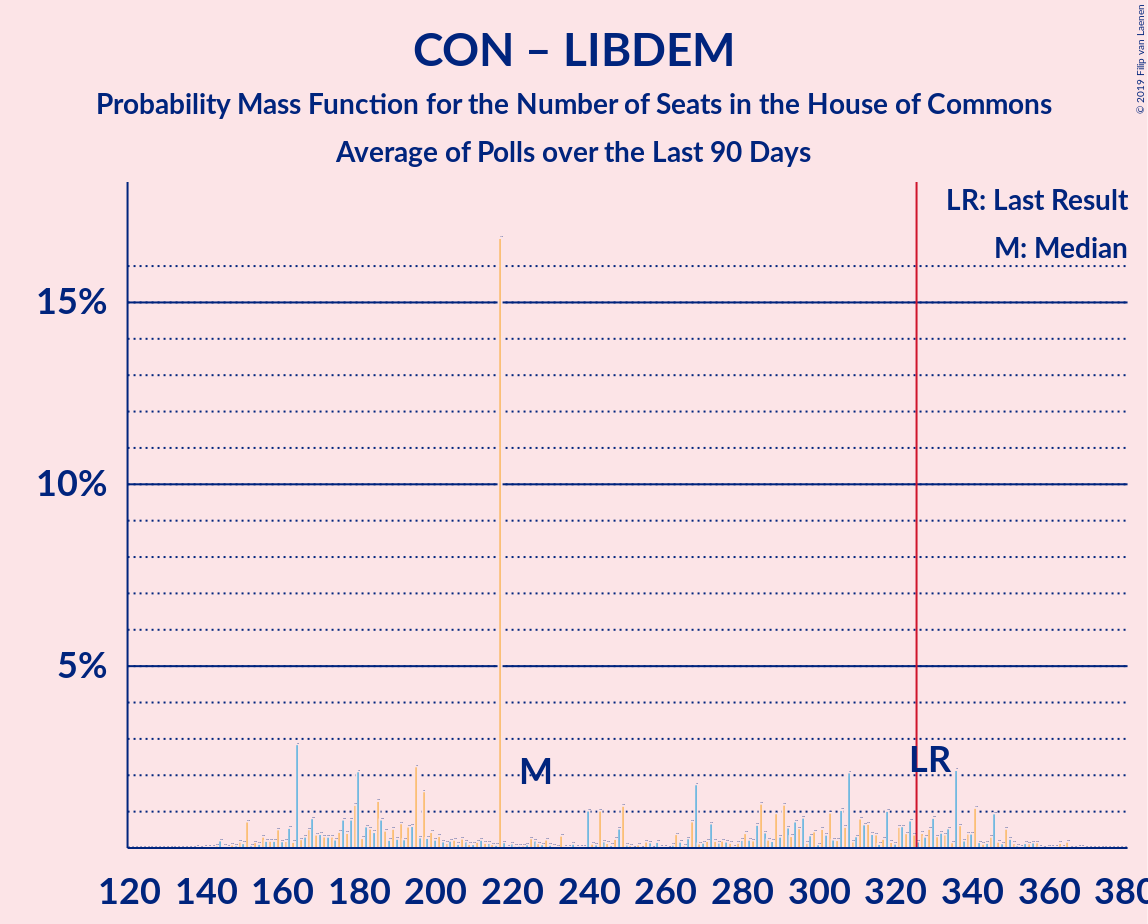 CON – LIBDEM
Probability Mass Function for the Number of Seats in the House of Commons
Average of Polls over the Last 90 Days
© 2019 Filip van Laenen
LR: Last Result
M: Median
15%
10%
5%
M
LR
120 140 160 180 200 220 240 260 280 300 320 340 360 380